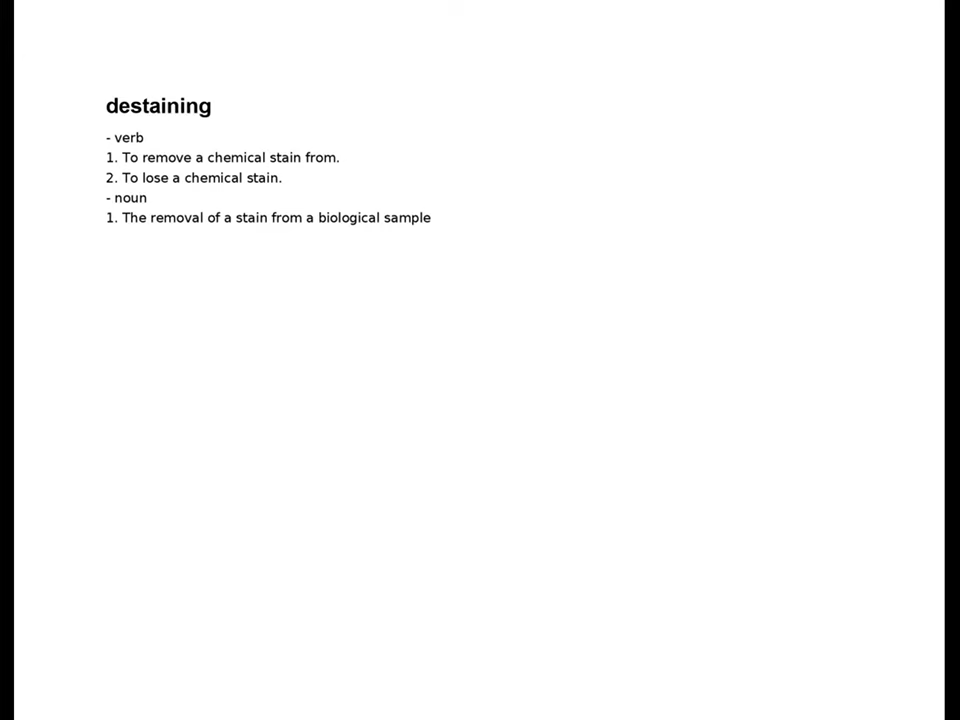 destaining
- verb
1. To remove a chemical stain from.
2. To lose a chemical stain.
- noun
1. The removal of a stain from a biological sample